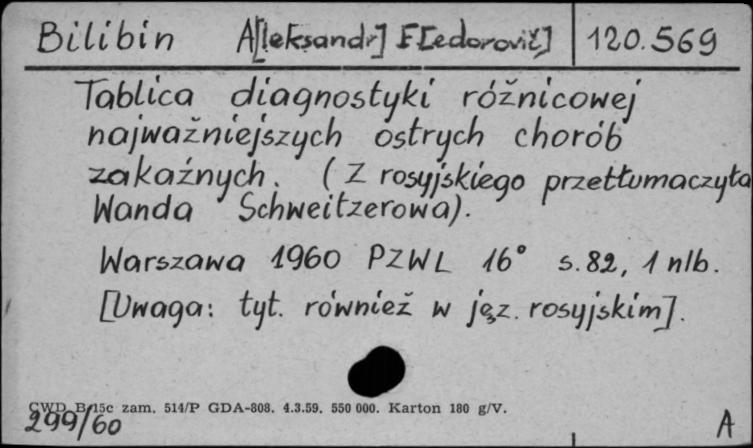 Bilibin A[leksandr] F[edorovič] 120.569
Tablica diagnostyki różnicowej
najważniejszych ostrych chorób
zakaźnych. (Z rosyjskiego przetłumaczyła
Wanda Schweitzerowa).
Warszawa 1960 PZWL 16° s. 82, 1 nlb.
[Uwaga: tyt. również w jęz. rosyjskim].
CWD B/15c zam. 514/P GDA-808. 4.3.59. 550 000. Karton 180 g/V.
299/60 A